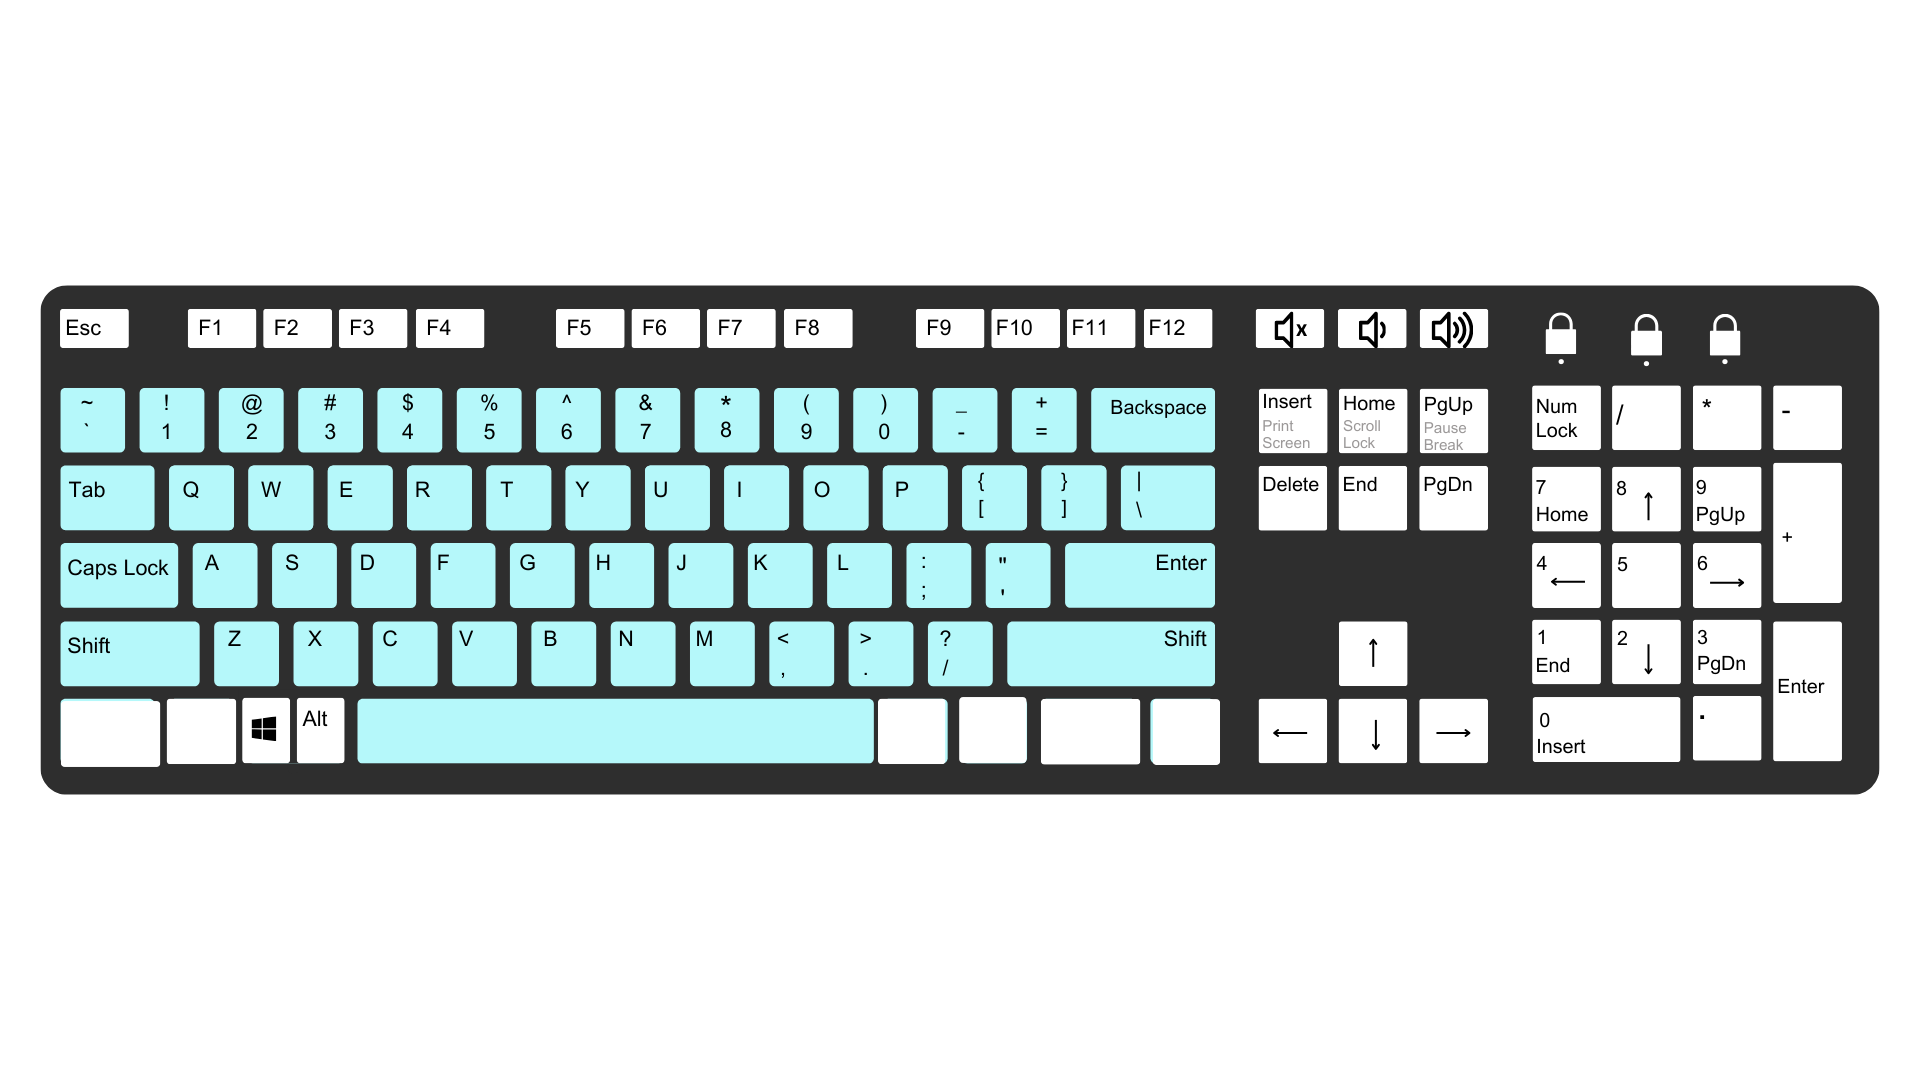 Esc F1 F2 F3 F4 F5 F6 F7 F8 F9 F10 F11 F12 x
~ ! @ # $ % ^ & * ( ) _ +
` 1 2 3 4 5 6 7 8 9 0 - =
Backspace
Insert
Print
Screen
Home
Scroll
Lock
PgUp
Pause
Break
Num
Lock
/ * -
Tab Q W E R T Y U I O P
{ } |
[ ] \
Delete End PgDn
7
Home
8
9
PgUp
+
Caps Lock A S D F G H J K L
: "
; '
Enter
4 5 6
Shift Z X C V B N M
< > ?
, . /
Shift
1
End
2
3
PgDn
Enter
Alt
0
Insert
.